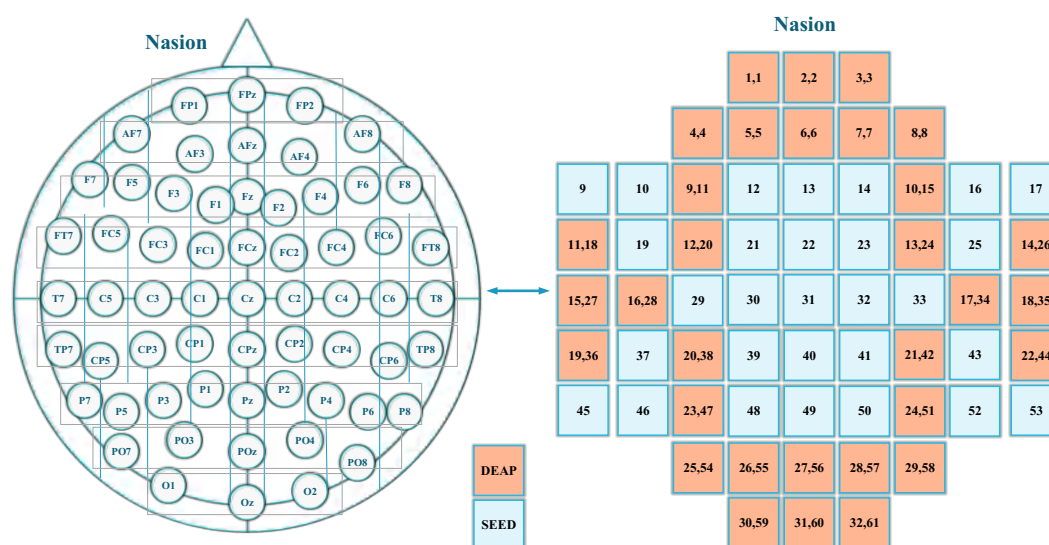 Nasion
FP1 FPz FP2
AF7 AF3 AFz AF4 AF8
F7 F5 F3 F1 Fz F2 F4 F6 F8
FT7 FC5 FC3 FC1 FCz FC2 FC4 FC6 FT8
T7 C5 C3 C1 Cz C2 C4 C6 T8
TP7 CP5 CP3 CP1 CPz CP2 CP4 CP6 TP8
P7 P5 P3 P1 Pz P2 P4 P6 P8
PO7 PO3 POz PO4 PO8
O1 Oz O2
DEAP
SEED
Nasion
1,1 2,2 3,3
4,4 5,5 6,6 7,7 8,8
9 10 9,11 12 13 14 10,15 16 17
11,18 19 12,20 21 22 23 13,24 25 14,26
15,27 16,28 29 30 31 32 33 17,34 18,35
19,36 37 20,38 39 40 41 21,42 43 22,44
45 46 23,47 48 49 50 24,51 52 53
25,54 26,55 27,56 28,57 29,58
30,59 31,60 32,61